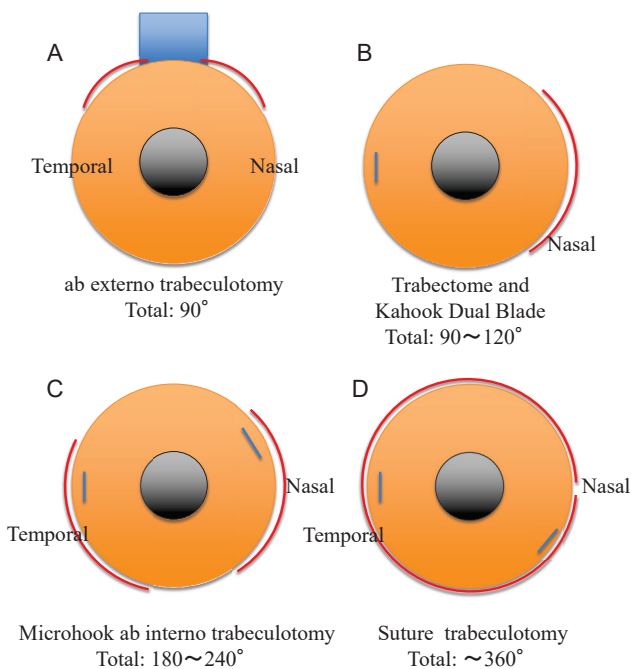 A
Temporal
Nasal
ab externo trabeculotomy
Total: 90°
B
Nasal
Trabectome and
Kahook Dual Blade
Total: 90～120°
C
Nasal
Temporal
Microhook ab interno trabeculotomy
Total: 180～240°
D
Nasal
Temporal
Suture trabeculotomy
Total: ～360°